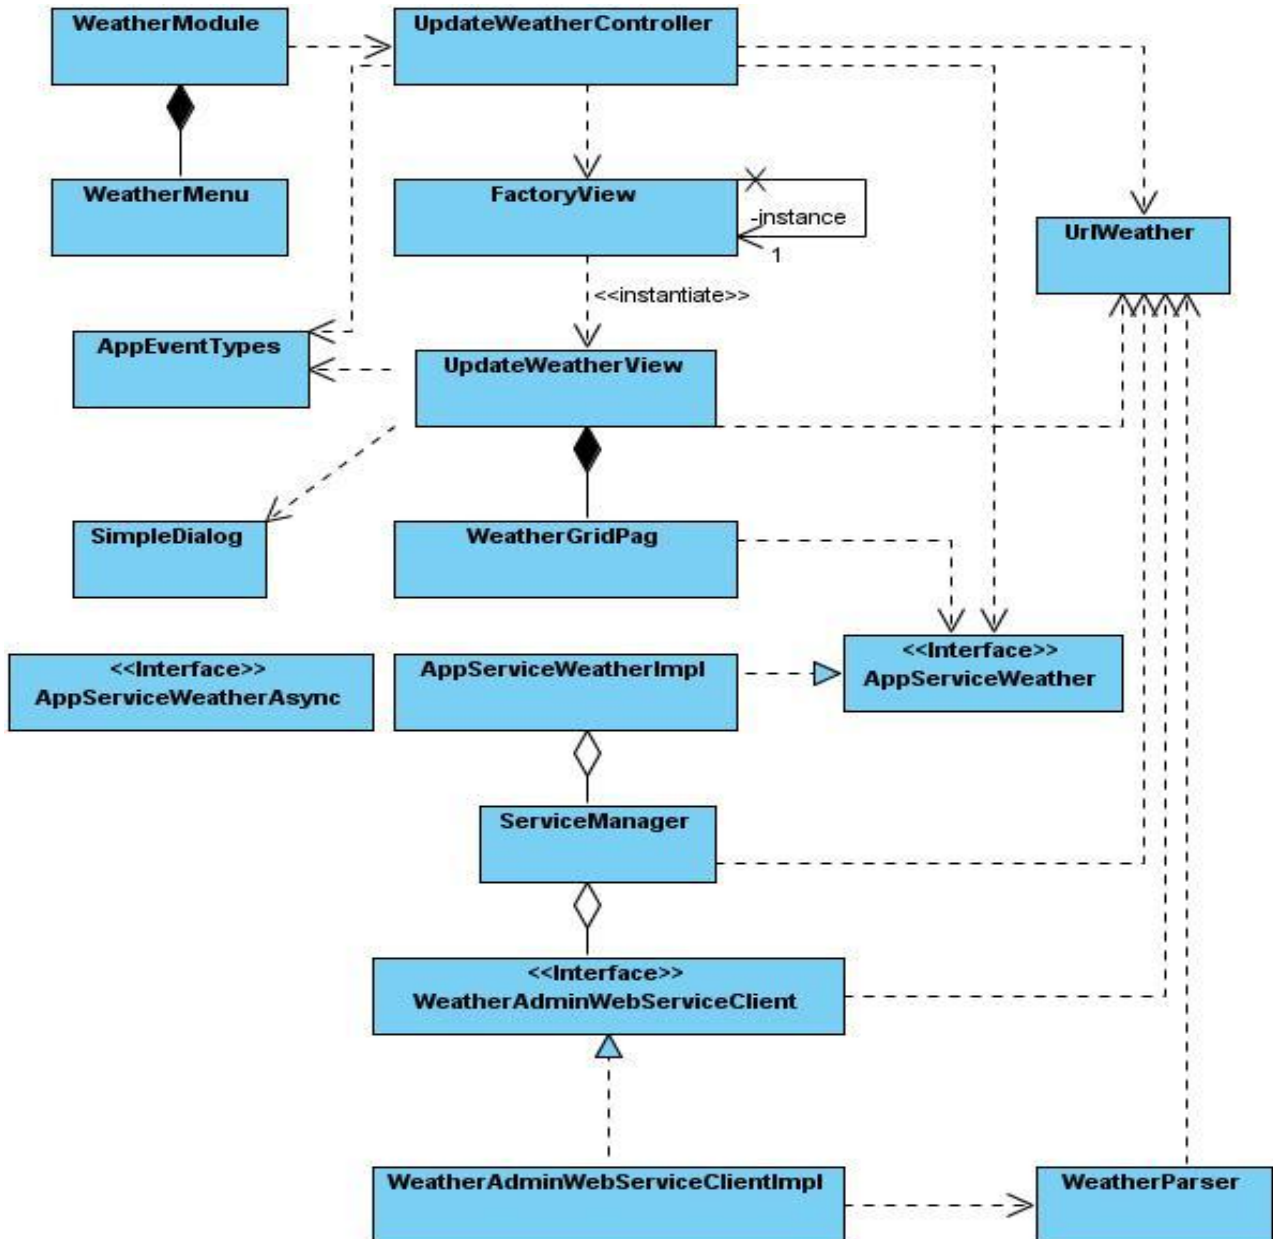 WeatherModule
UpdateWeatherController
WeatherMenu
FactoryView
-instance
1
UrlWeather
<<instantiate>>
AppEventTypes
UpdateWeatherView
SimpleDialog
WeatherGridPag
<<Interface>>
AppServiceWeatherAsync
AppServiceWeatherImpl
<<Interface>>
AppServiceWeather
ServiceManager
<<Interface>>
WeatherAdminWebServiceClient
WeatherAdminWebServiceClientImpl
WeatherParser